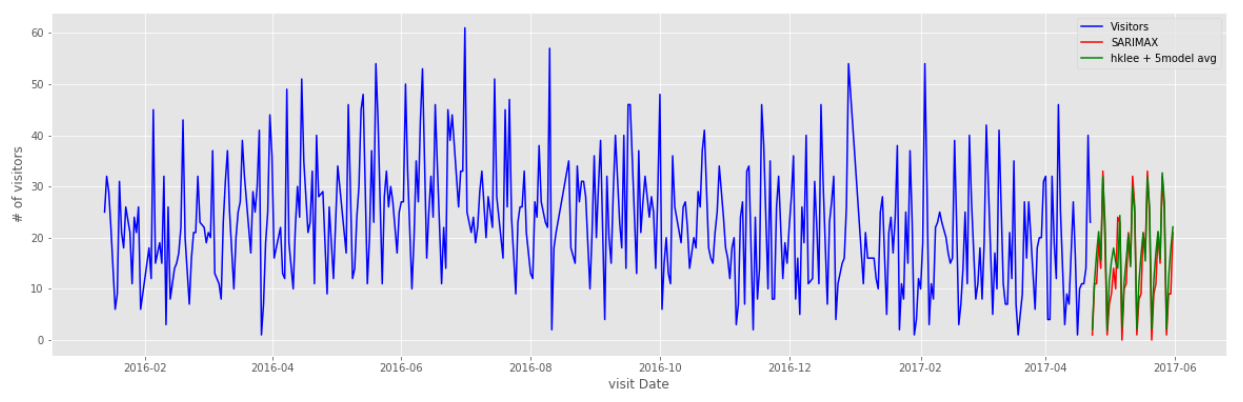 60
50
40
30
20
10
0
# of visitors
2016-02 2016-04 2016-06 2016-08 2016-10 2016-12 2017-02 2017-04 2017-06
visit Date
Visitors
SARIMAX
hklee + 5model avg